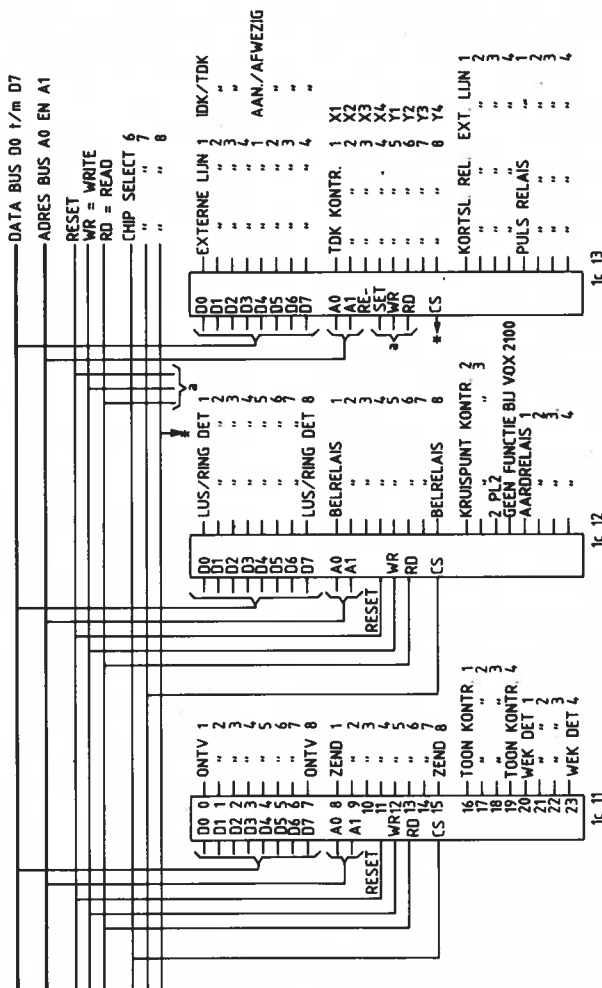 DATA BUS D0 t/m D7
ADRES BUS A0 EN A1
RESET
WR = WRITE
RD = READ
CHIP SELECT 6
" " 7
" " 8
D0 0 ONTV 1
D1 1 " 2
D2 2 " 3
D3 3 " 4
D4 4 " 5
D5 5 " 6
D6 6 " 7
D7 7 ONTV 8
A0 8 ZEND 1
A1 9 " 2
10 " 3
RESET 11 " 4
WR 12 " 5
RD 13 " 6
14 " 7
CS 15 ZEND 8
16 TOON KONTR. 1
17 " " 2
18 " " 3
19 TOON KONTR. 4
20 WEK DET 1
21 " " 2
22 " " 3
23 WEK DET 4
1c 11
D0 LUS/RING DET 1
D1 " " 2
D2 " " 3
D3 " " 4
D4 " " 5
D5 " " 6
D6 " " 7
D7 LUS/RING DET 8
A0 BELRELAIS 1
A1 " 2
" 3
RESET " 4
WR " 5
RD " 6
" 7
CS BELRELAIS 8
KRUISPUNT KONTR. 2
" " 3
2 PL2
GEEN FUNCTIE BIJ VOX 2100
AARDRELAIS 1
" 2
" 3
" 4
1c 12
a
*
D0 EXTERNE LIJN 1 IDK/TDK
D1 " " 2 "
D2 " " 3 "
D3 " " 4 "
D4 " " 1 AAN./AFWEZIG
D5 " " 2 "
D6 " " 3 "
D7 " " 4 "
A0 TDK KONTR. 1 X1
A1 " " 2 X2
RE- " " 3 X3
SET " " 4 X4
WR " " 5 Y1
RD " " 6 Y2
" " 7 Y3
CS " " 8 Y4
a
*
KORTSL. REL. EXT. LIJN 1
" " " " 2
" " " " 3
" " " " 4
PULS RELAIS " 1
" " " " 2
" " " " 3
" " " " 4
1c 13